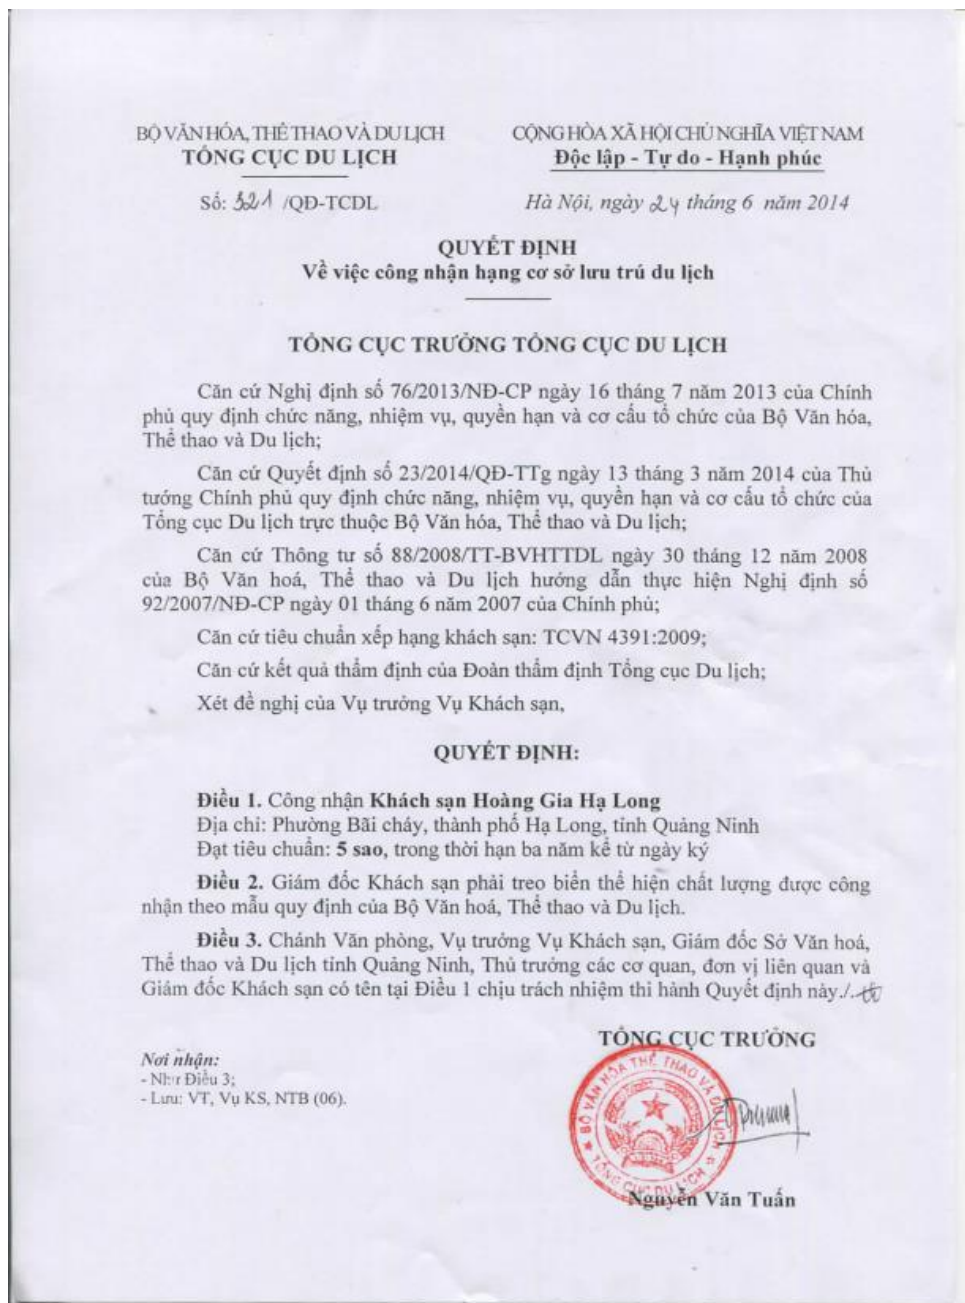 BỘ VĂN HÓA, THỂ THAO VÀ DU LỊCH
TỔNG CỤC DU LỊCH
Số: 321 /QĐ-TCDL
CỘNG HÒA XÃ HỘI CHỦ NGHĨA VIỆT NAM
Độc lập - Tự do - Hạnh phúc
Hà Nội, ngày 24 tháng 6 năm 2014
QUYẾT ĐỊNH
Về việc công nhận hạng cơ sở lưu trú du lịch
TỔNG CỤC TRƯỞNG TỔNG CỤC DU LỊCH
Căn cứ Nghị định số 76/2013/NĐ-CP ngày 16 tháng 7 năm 2013 của Chính
phủ quy định chức năng, nhiệm vụ, quyền hạn và cơ cấu tổ chức của Bộ Văn hóa,
Thể thao và Du lịch;
Căn cứ Quyết định số 23/2014/QĐ-TTg ngày 13 tháng 3 năm 2014 của Thủ
tướng Chính phủ quy định chức năng, nhiệm vụ, quyền hạn và cơ cấu tổ chức của
Tổng cục Du lịch trực thuộc Bộ Văn hóa, Thể thao và Du lịch;
Căn cứ Thông tư số 88/2008/TT-BVHTTDL ngày 30 tháng 12 năm 2008
của Bộ Văn hoá, Thể thao và Du lịch hướng dẫn thực hiện Nghị định số
92/2007/NĐ-CP ngày 01 tháng 6 năm 2007 của Chính phủ;
Căn cứ tiêu chuẩn xếp hạng khách sạn: TCVN 4391:2009;
Căn cứ kết quả thẩm định của Đoàn thẩm định Tổng cục Du lịch;
Xét đề nghị của Vụ trưởng Vụ Khách sạn,
QUYẾT ĐỊNH:
Điều 1. Công nhận Khách sạn Hoàng Gia Hạ Long
Địa chỉ: Phường Bãi cháy, thành phố Hạ Long, tỉnh Quảng Ninh
Đạt tiêu chuẩn: 5 sao, trong thời hạn ba năm kể từ ngày ký
Điều 2. Giám đốc Khách sạn phải treo biển thể hiện chất lượng được công
nhận theo mẫu quy định của Bộ Văn hoá, Thể thao và Du lịch.
Điều 3. Chánh Văn phòng, Vụ trưởng Vụ Khách sạn, Giám đốc Sở Văn hoá,
Thể thao và Du lịch tỉnh Quảng Ninh, Thủ trưởng các cơ quan, đơn vị liên quan và
Giám đốc Khách sạn có tên tại Điều 1 chịu trách nhiệm thi hành Quyết định này./.
Nơi nhận:
- Như Điều 3;
- Lưu: VT, Vụ KS, NTB (06).
TỔNG CỤC TRƯỞNG
BỘ VĂN HÓA THỂ THAO VÀ DU LỊCH
TỔNG CỤC DU LỊCH
Nguyễn Văn Tuấn